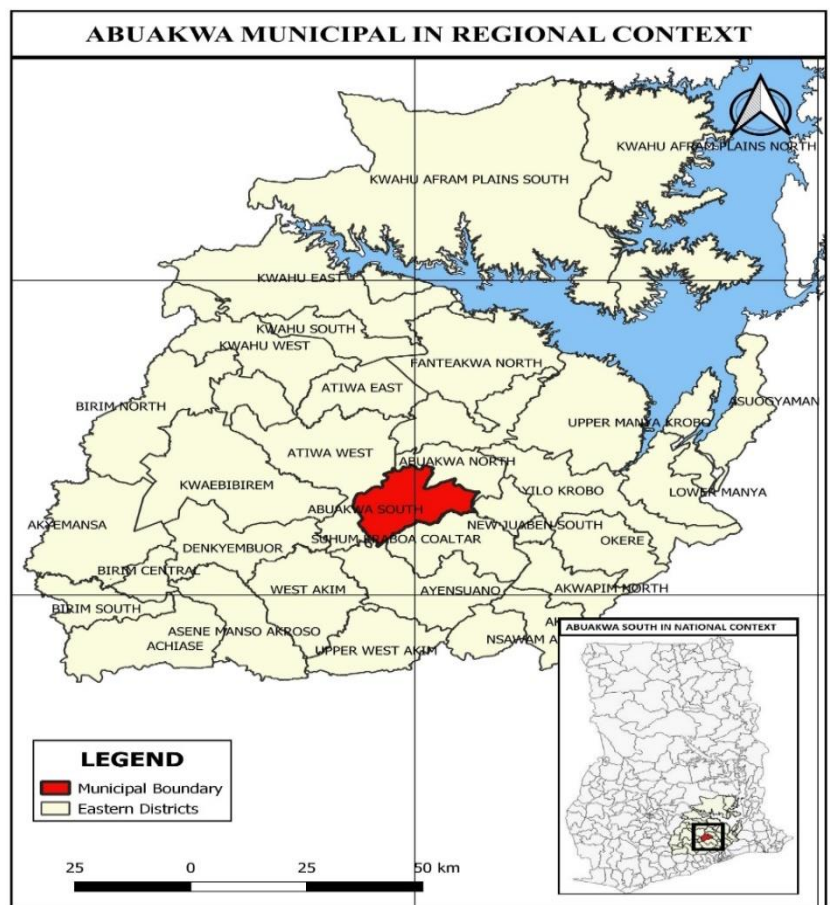 ABUAKWA MUNICIPAL IN REGIONAL CONTEXT
KWAHU AFRAM PLAINS NORTH
KWAHU AFRAM PLAINS SOUTH
KWAHU EAST
KWAHU SOUTH
KWAHU WEST
FANTEAKWA NORTH
ATIWA EAST
BIRIM NORTH
ASUOGYAMAN
UPPER MANYA KROBO
ATIWA WEST
ABUAKWA NORTH
KWAEBIBIREM
YILO KROBO
LOWER MANYA
ABUAKWA SOUTH
AKYEMANSA
NEW JUABEN SOUTH
SUHUM COALTAR
OKERE
DENKYEMBUOR
BIRIM CENTRAL
WEST AKIM
AYENSUANO
AKWAPIM NORTH
BIRIM SOUTH
ASENE MANSO AKROSO
ACHIASE
UPPER WEST AKIM
NSAWAM A
AK
ABUAKWA SOUTH IN NATIONAL CONTEXT
LEGEND
Municipal Boundary
Eastern Districts
25 0 25 50 km